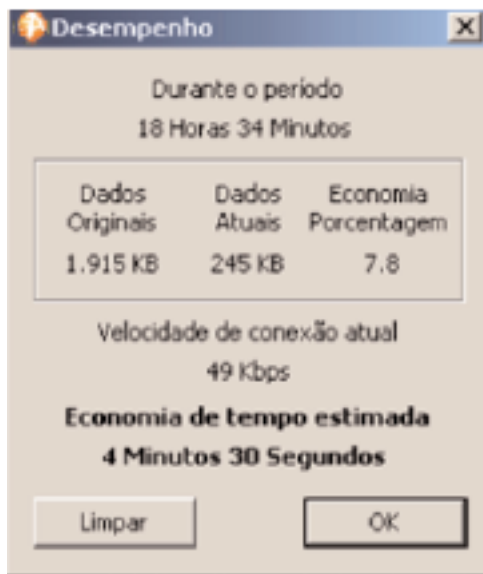 Desempenho
Durante o período
18 Horas 34 Minutos
Dados Dados Economia
Originais Atuais Porcentagem
1.915 KB 245 KB 7.8
Velocidade de conexão atual
49 Kbps
Economia de tempo estimada
4 Minutos 30 Segundos
Limpar OK